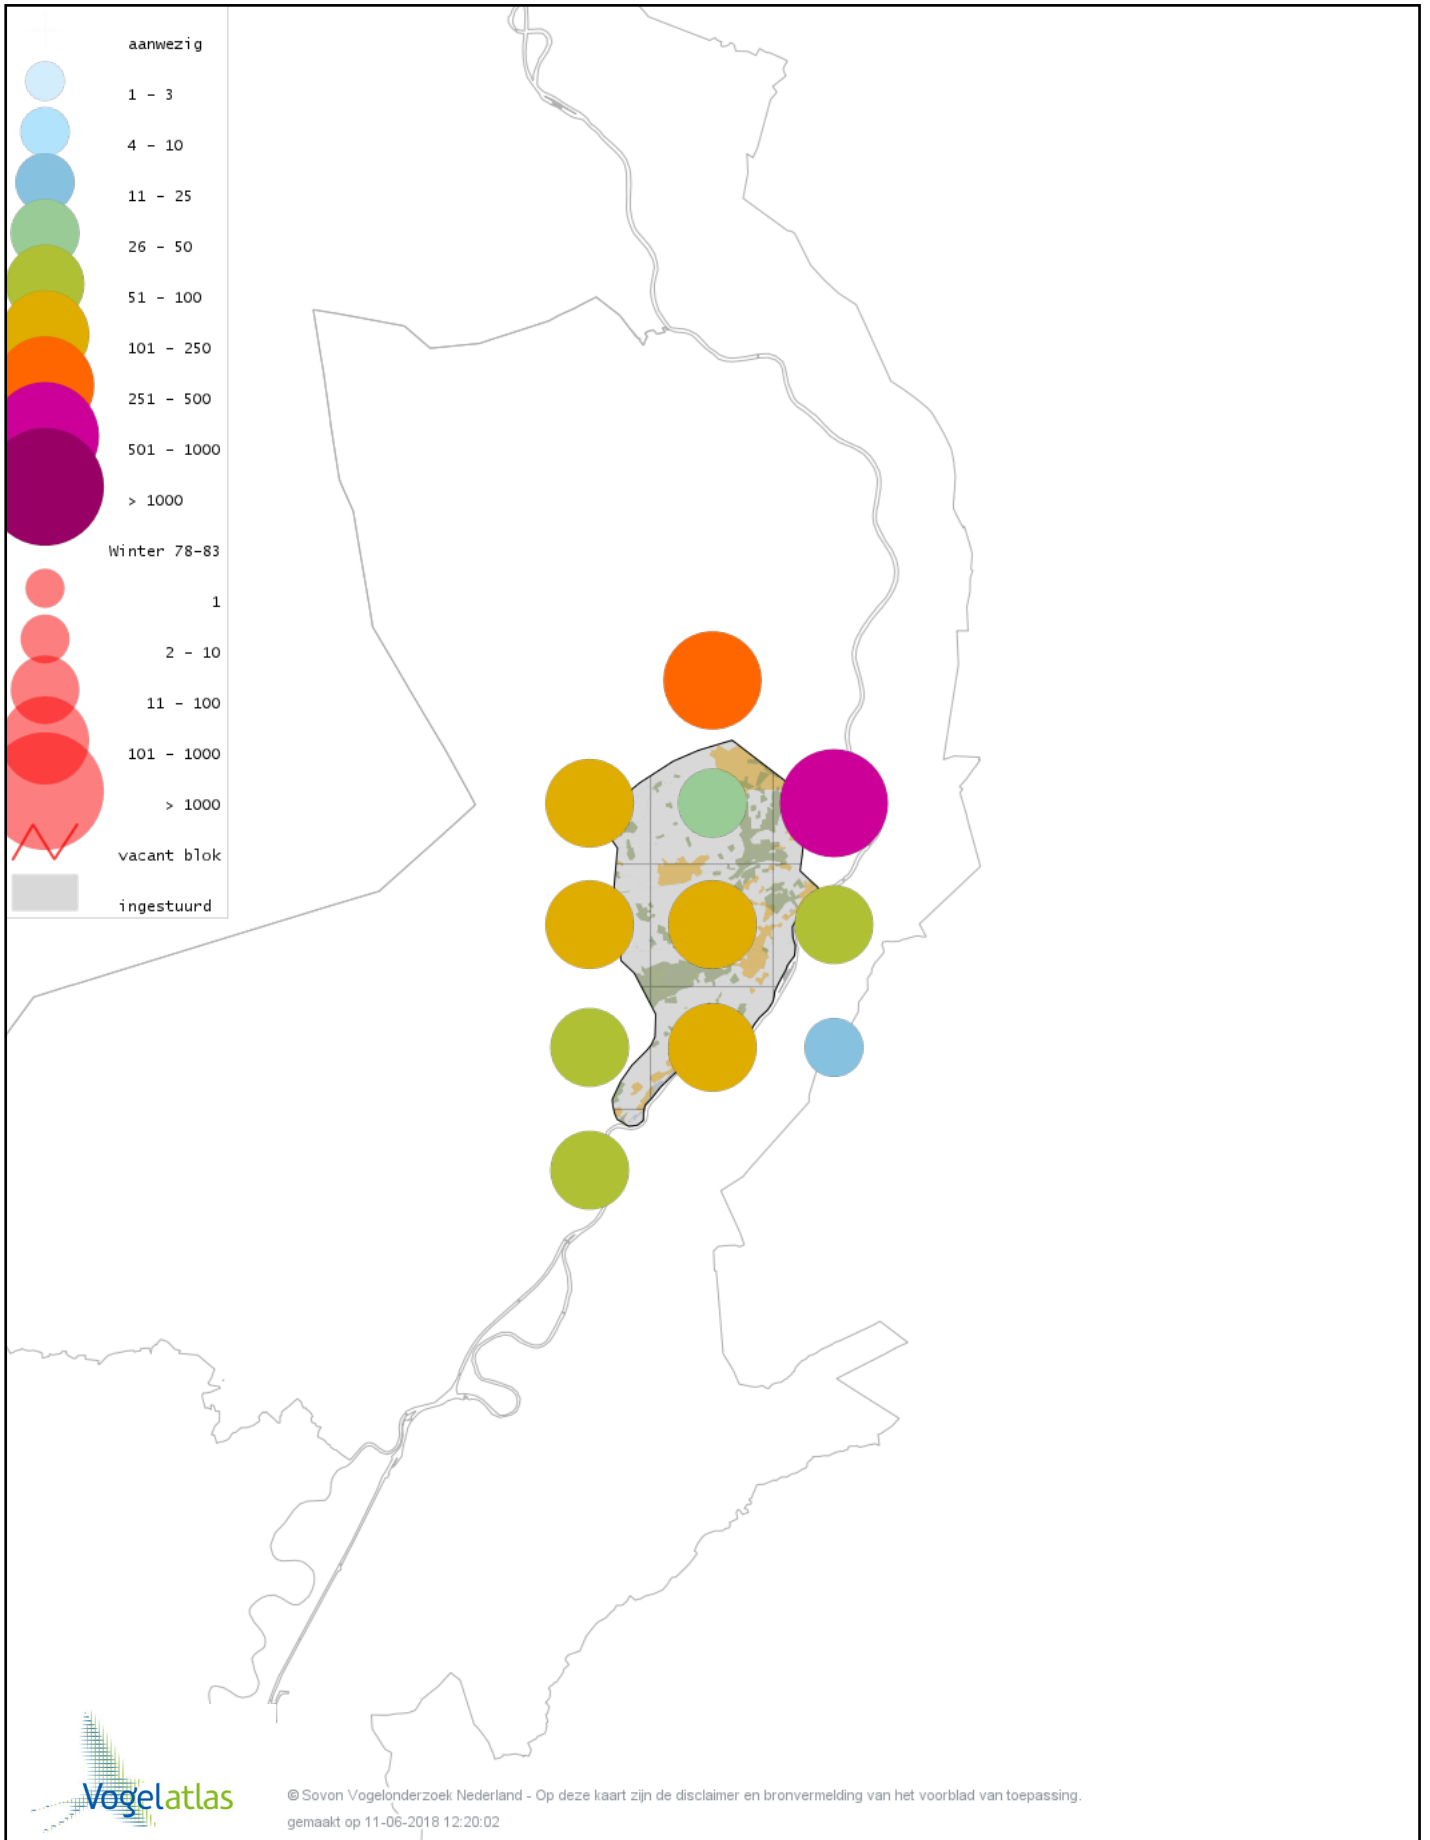 aanwezig
1 - 3
4 - 10
11 - 25
26 - 50
51 - 100
101 - 250
251 - 500
501 - 1000
> 1000
Winter 78-83
1
2 - 10
11 - 100
101 - 1000
> 1000
vacant blok
ingestuurd
Vogelatlas
© Sovon Vogelonderzoek Nederland - Op deze kaart zijn de disclaimer en bronvermelding van het voorblad van toepassing.
gemaakt op 11-06-2018 12:20:02